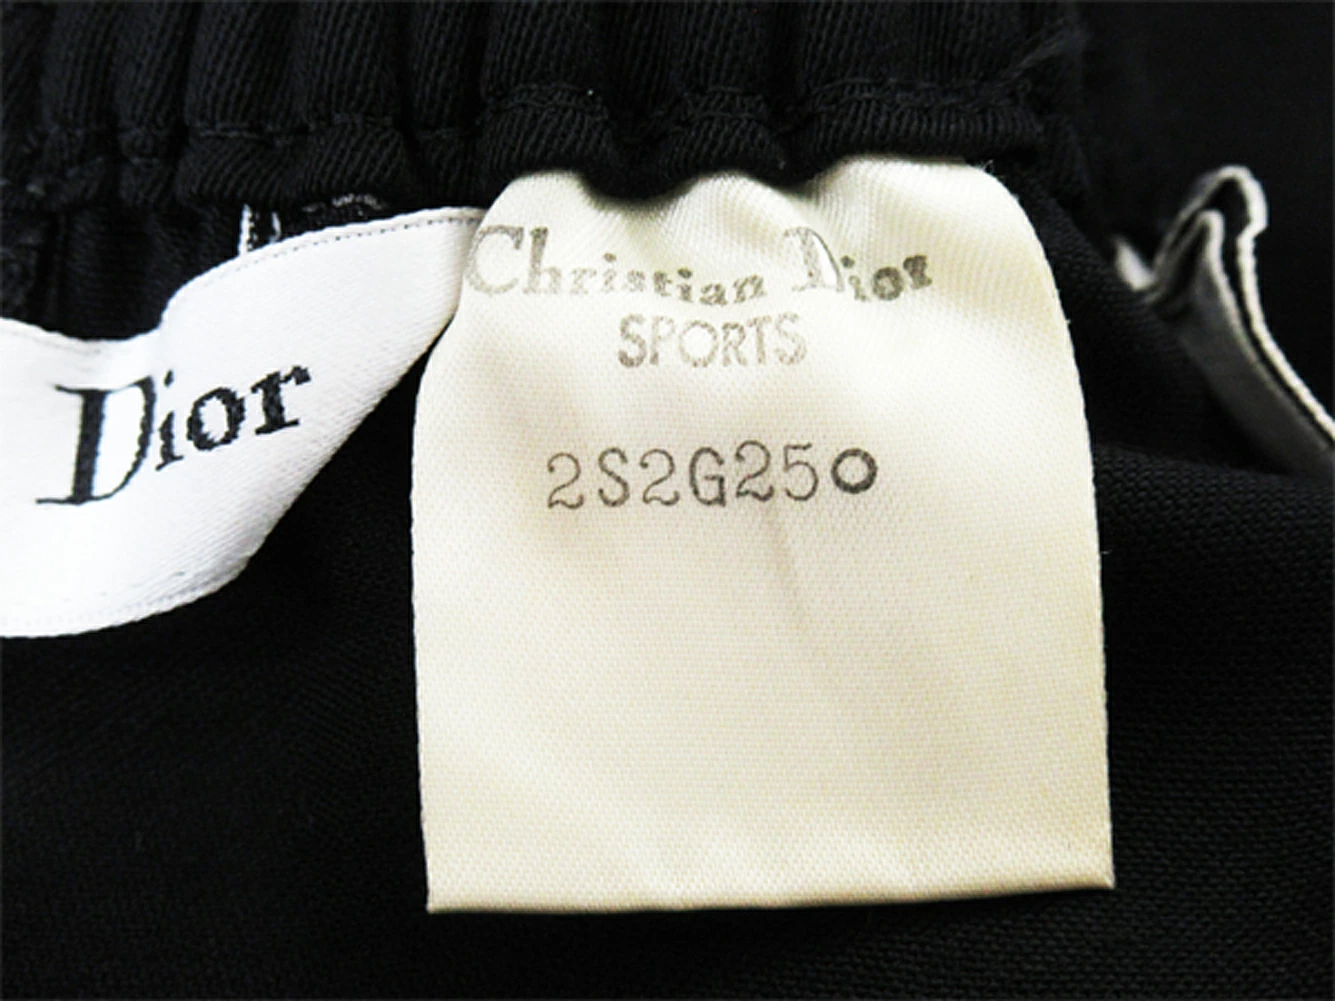 Dior
Christian Dior
SPORTS
2S2G250